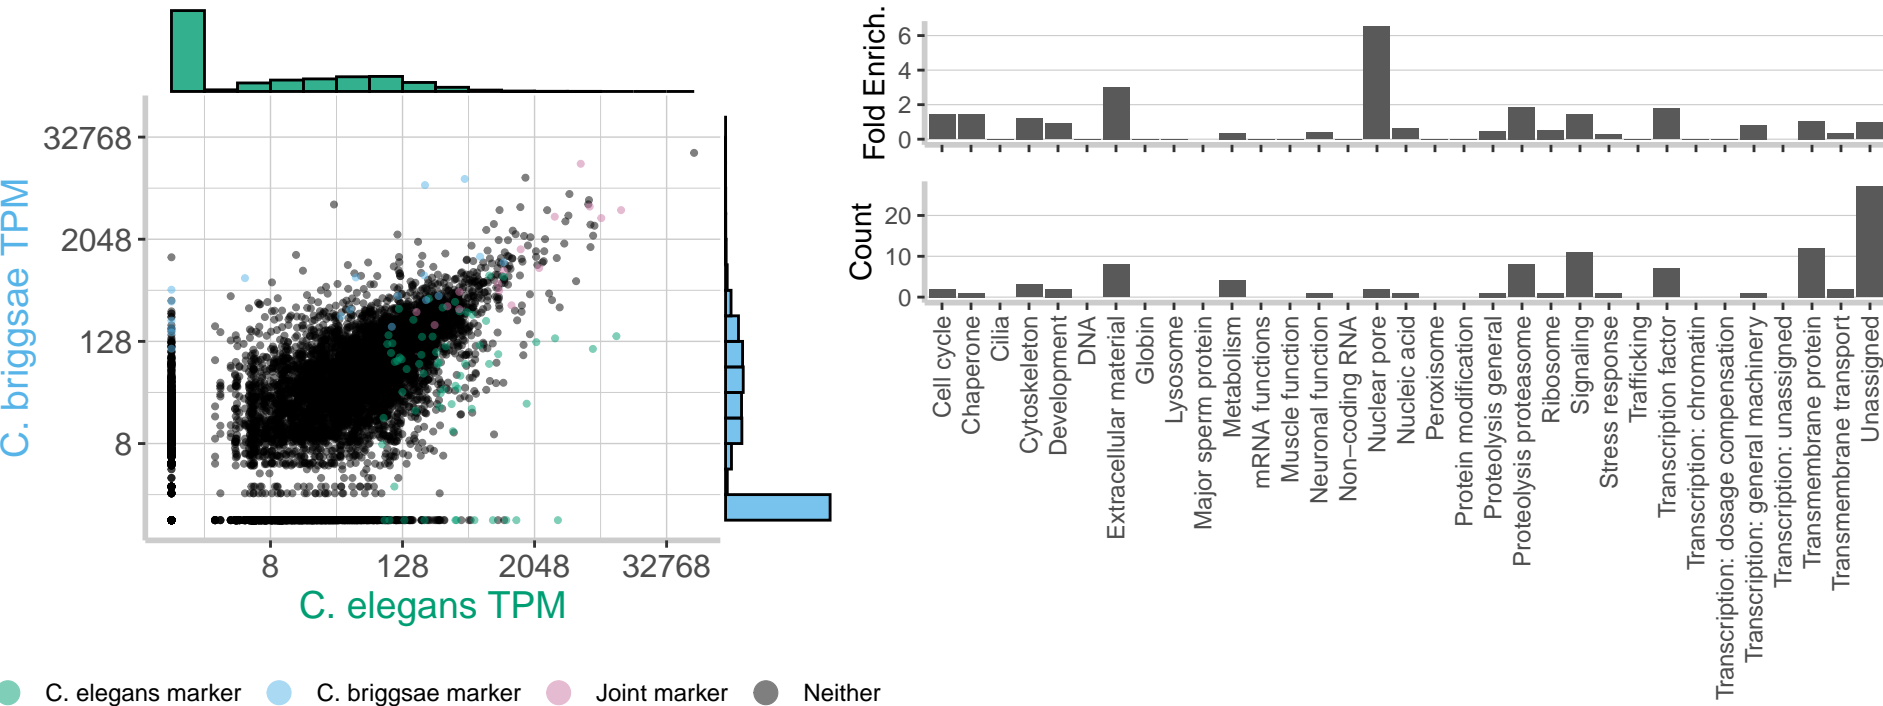 32768
2048
128
8
C. briggsae TPM
8
128
2048
32768
C. elegans TPM
C. elegans marker
C. briggsae marker
Joint marker
Neither
Fold Enrich.
6
4
2
0
Count
20
10
0
Cell cycle
Chaperone
Cilia
Cytoskeleton
Development
DNA
Extracellular material
Globin
Lysosome
Major sperm protein
Metabolism
mRNA functions
Muscle function
Neuronal function
Non−coding RNA
Nuclear pore
Nucleic acid
Peroxisome
Protein modification
Proteolysis general
Proteolysis proteasome
Ribosome
Signaling
Stress response
Trafficking
Transcription factor
Transcription: chromatin
Transcription: dosage compensation
Transcription: general machinery
Transcription: unassigned
Transmembrane protein
Transmembrane transport
Unassigned